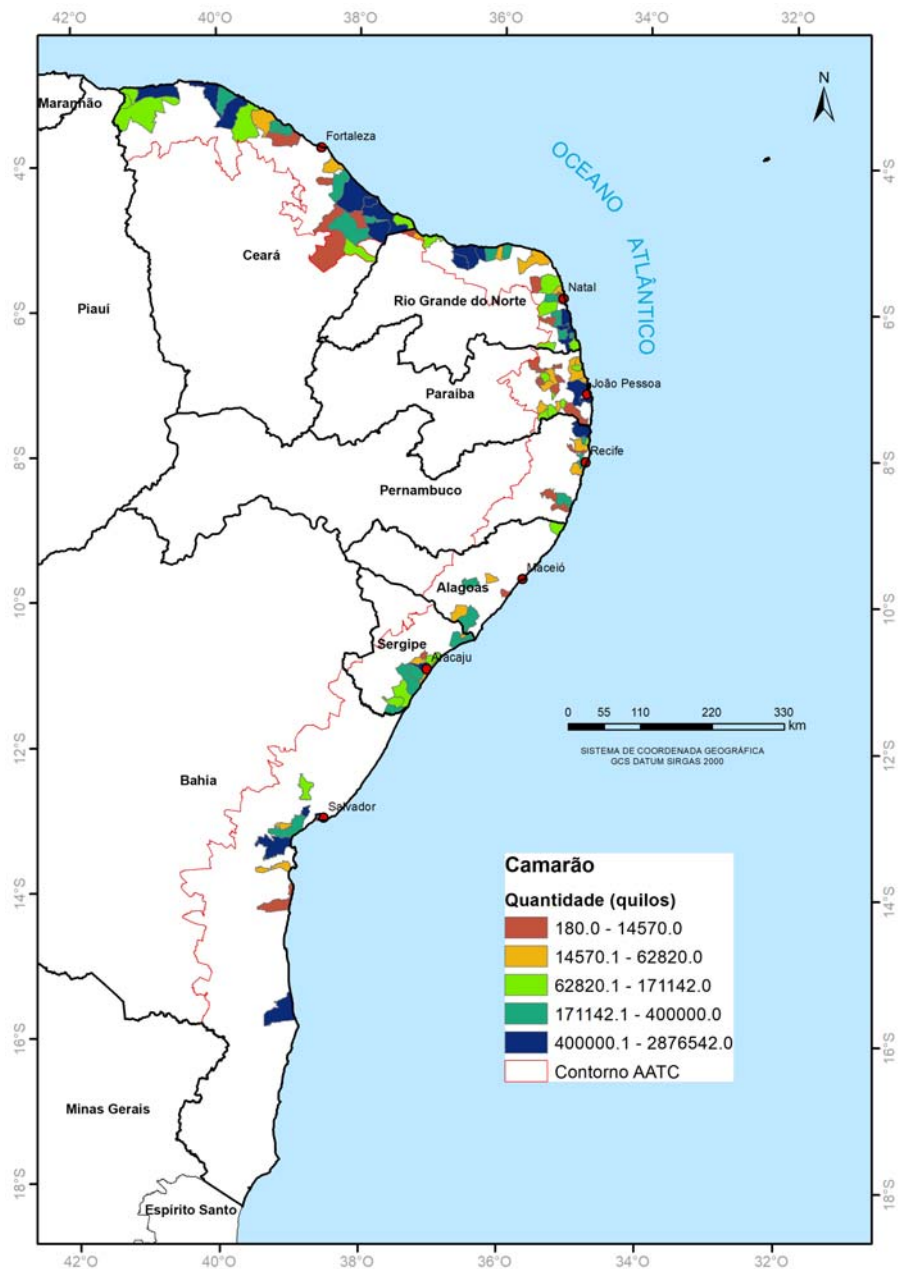 42°O 40°O 38°O 36°O 34°O 32°O
N
Maranhão
Fortaleza
OCEANO
ATLÂNTICO
4°S 4°S
Ceará
Piauí
Natal
Rio Grande do Norte
6°S 6°S
João Pessoa
Paraíba
Recife
8°S 8°S
Pernambuco
Maceió
Alagoas
10°S 10°S
Sergipe
Aracaju
0 55 110 220 330
km
SISTEMA DE COORDENADA GEOGRÁFICA
GCS DATUM SIRGAS 2000
12°S 12°S
Bahia
Salvador
14°S 14°S
Camarão
Quantidade (quilos)
180.0 - 14570.0
14570.1 - 62820.0
62820.1 - 171142.0
171142.1 - 400000.0
400000.1 - 2876542.0
Contorno AATC
16°S 16°S
Minas Gerais
18°S 18°S
Espírito Santo
42°O 40°O 38°O 36°O 34°O 32°O